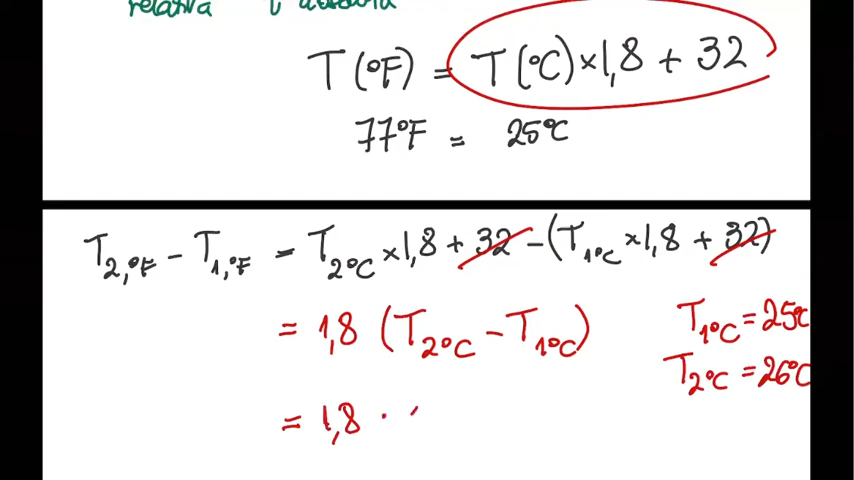 relativa
T(°F) = T(°C)×1,8 + 32
77°F = 25°C
T2,°F - T1,°F = T2°C ×1,8 + 32 - (T1°C ×1,8 + 32)
= 1,8 (T2°C - T1°C)
T1°C = 25°C
T2°C = 26°C
= 1,8 ·